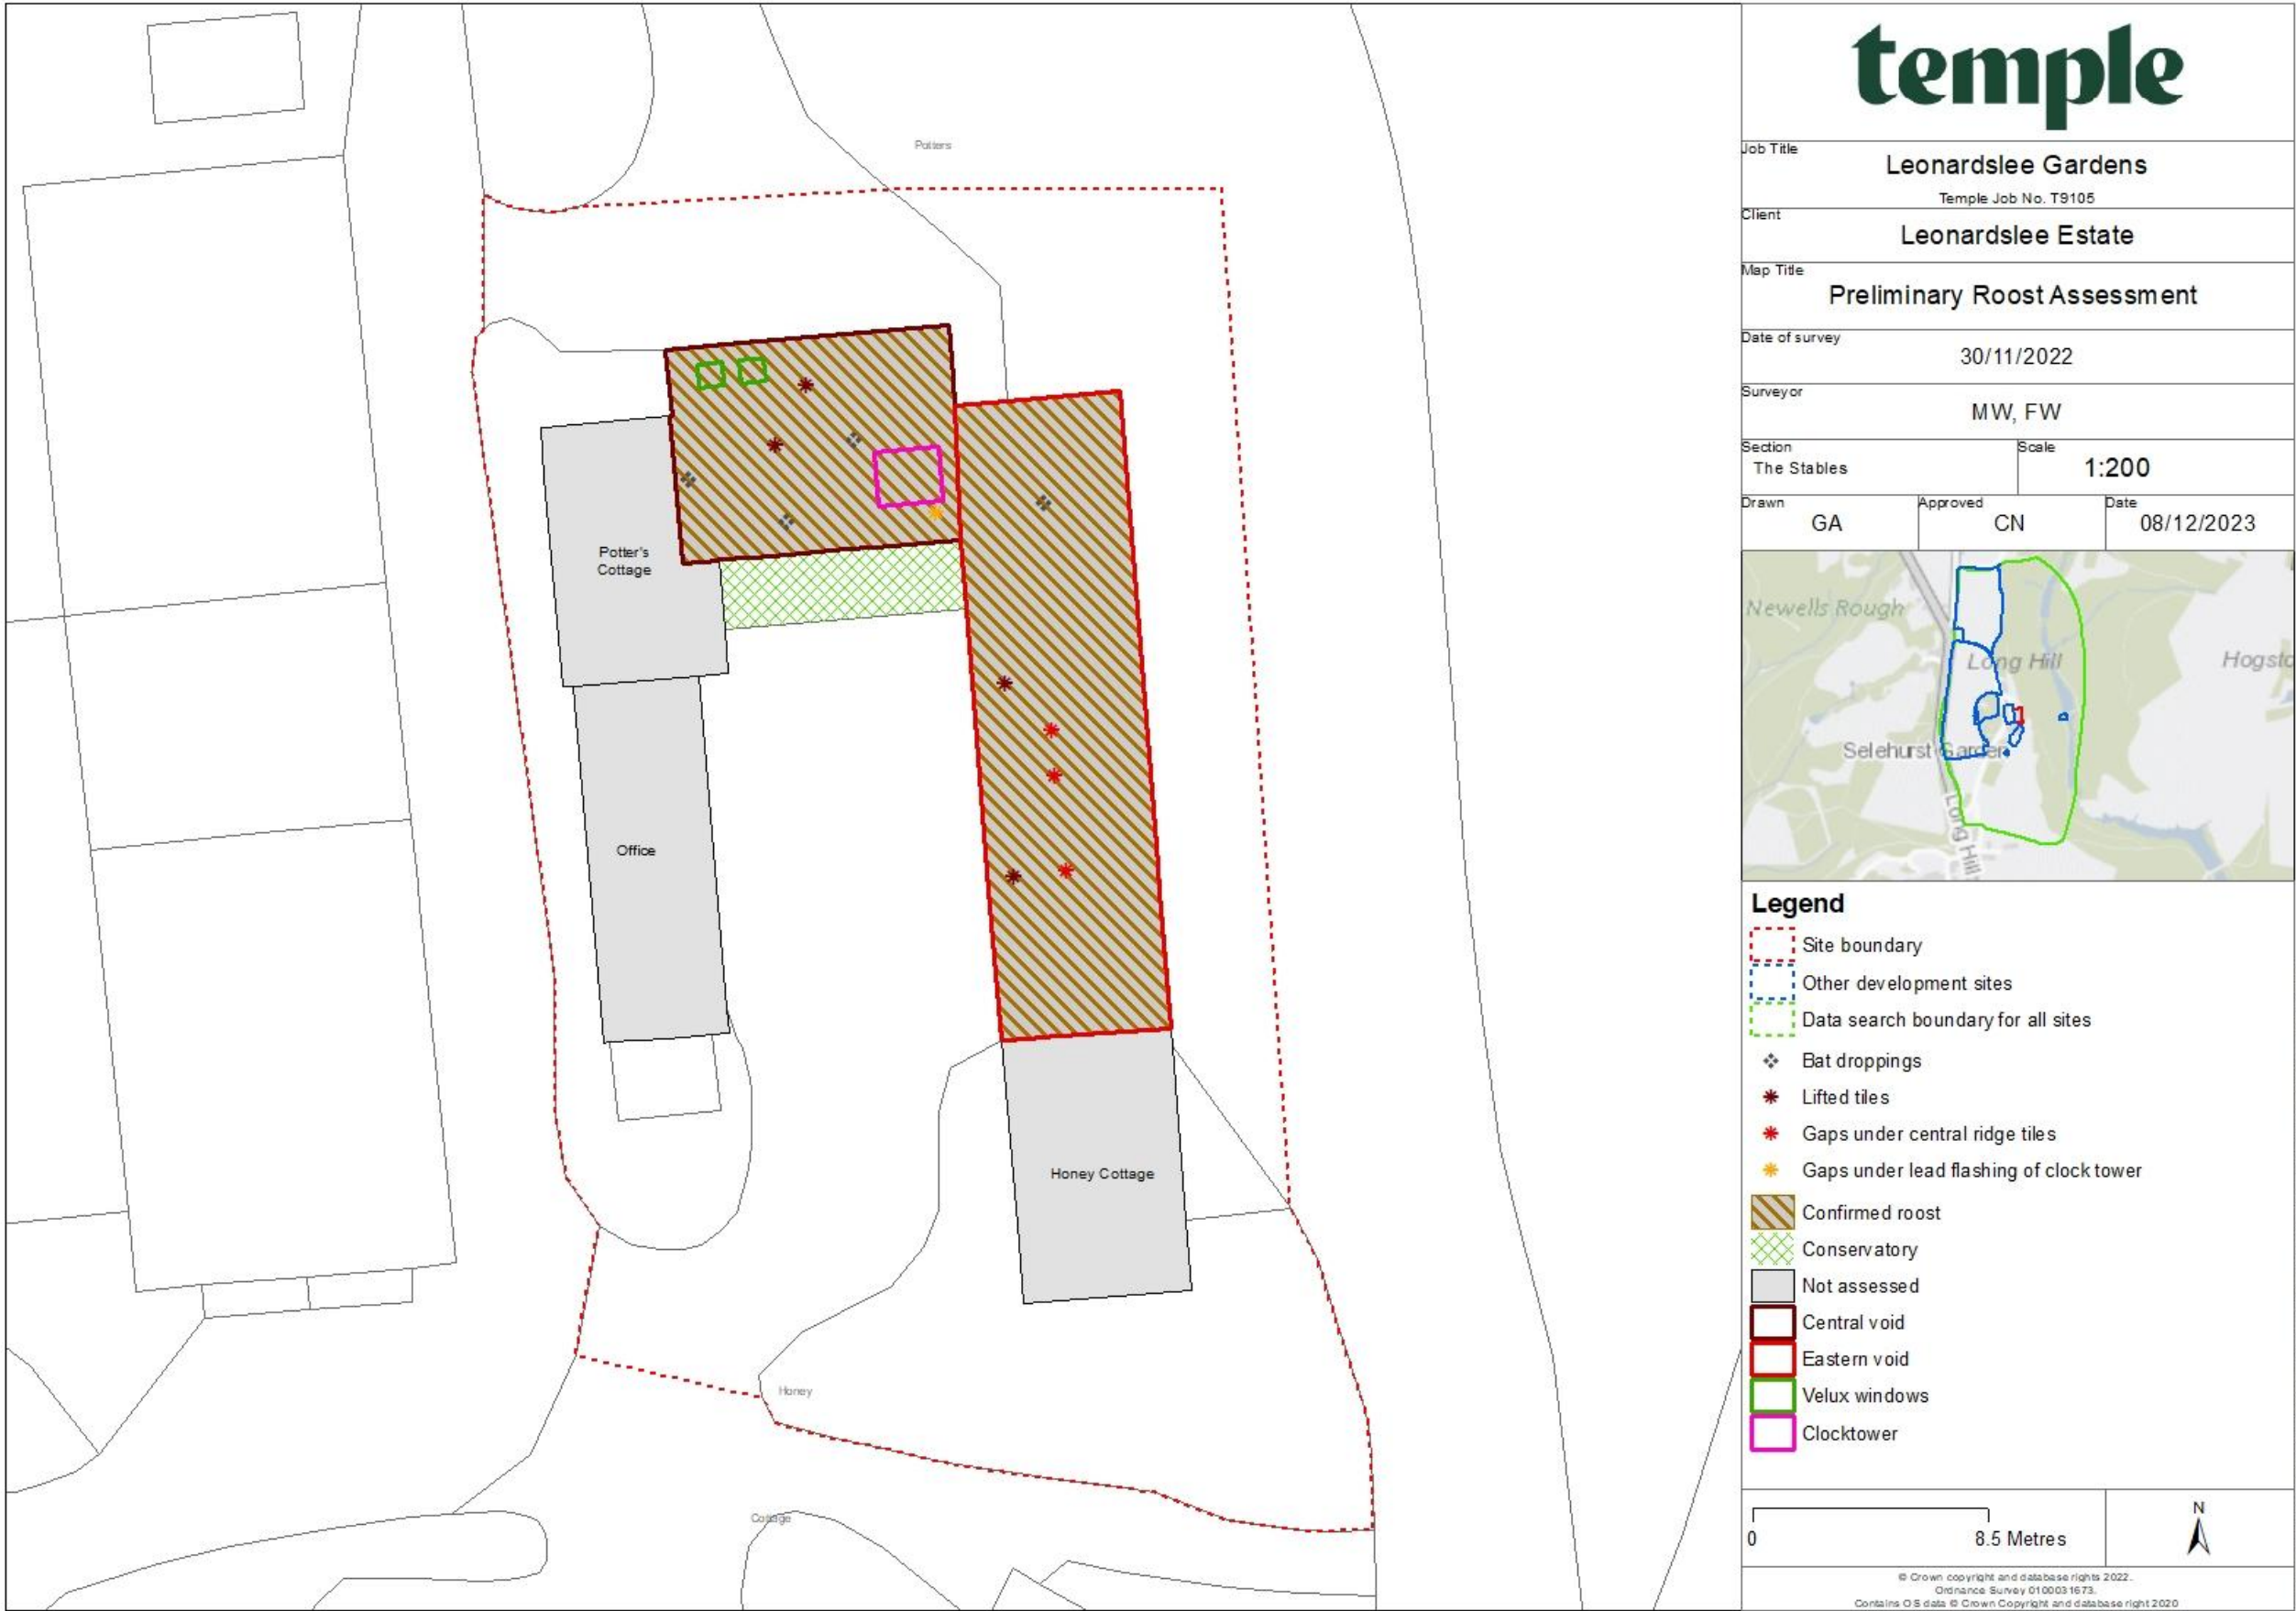 Potters
Potter's
Cottage
Office
Honey Cottage
Honey
Cottage
temple
Job Title
Leonardslee Gardens
Temple Job No. T9105
Client
Leonardslee Estate
Map Title
Preliminary Roost Assessment
Date of survey
30/11/2022
Surveyor
MW, FW
Section
The Stables
Scale
1:200
Drawn
GA
Approved
CN
Date
08/12/2023
Newells Rough
Long Hill
Hogsto
Selehurst Garden
Long Hill
Legend
Site boundary
Other development sites
Data search boundary for all sites
Bat droppings
Lifted tiles
Gaps under central ridge tiles
Gaps under lead flashing of clock tower
Confirmed roost
Conservatory
Not assessed
Central void
Eastern void
Velux windows
Clocktower
0
8.5 Metres
N
© Crown copyright and database rights 2022.
Ordnance Survey 0100031673.
Contains OS data © Crown Copyright and database right 2020